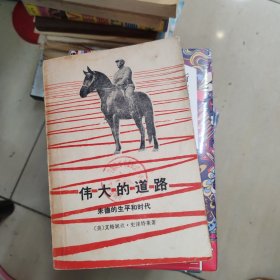 伟大的道路
朱德的生平和时代
〔美〕艾格妮丝·史沫特莱著